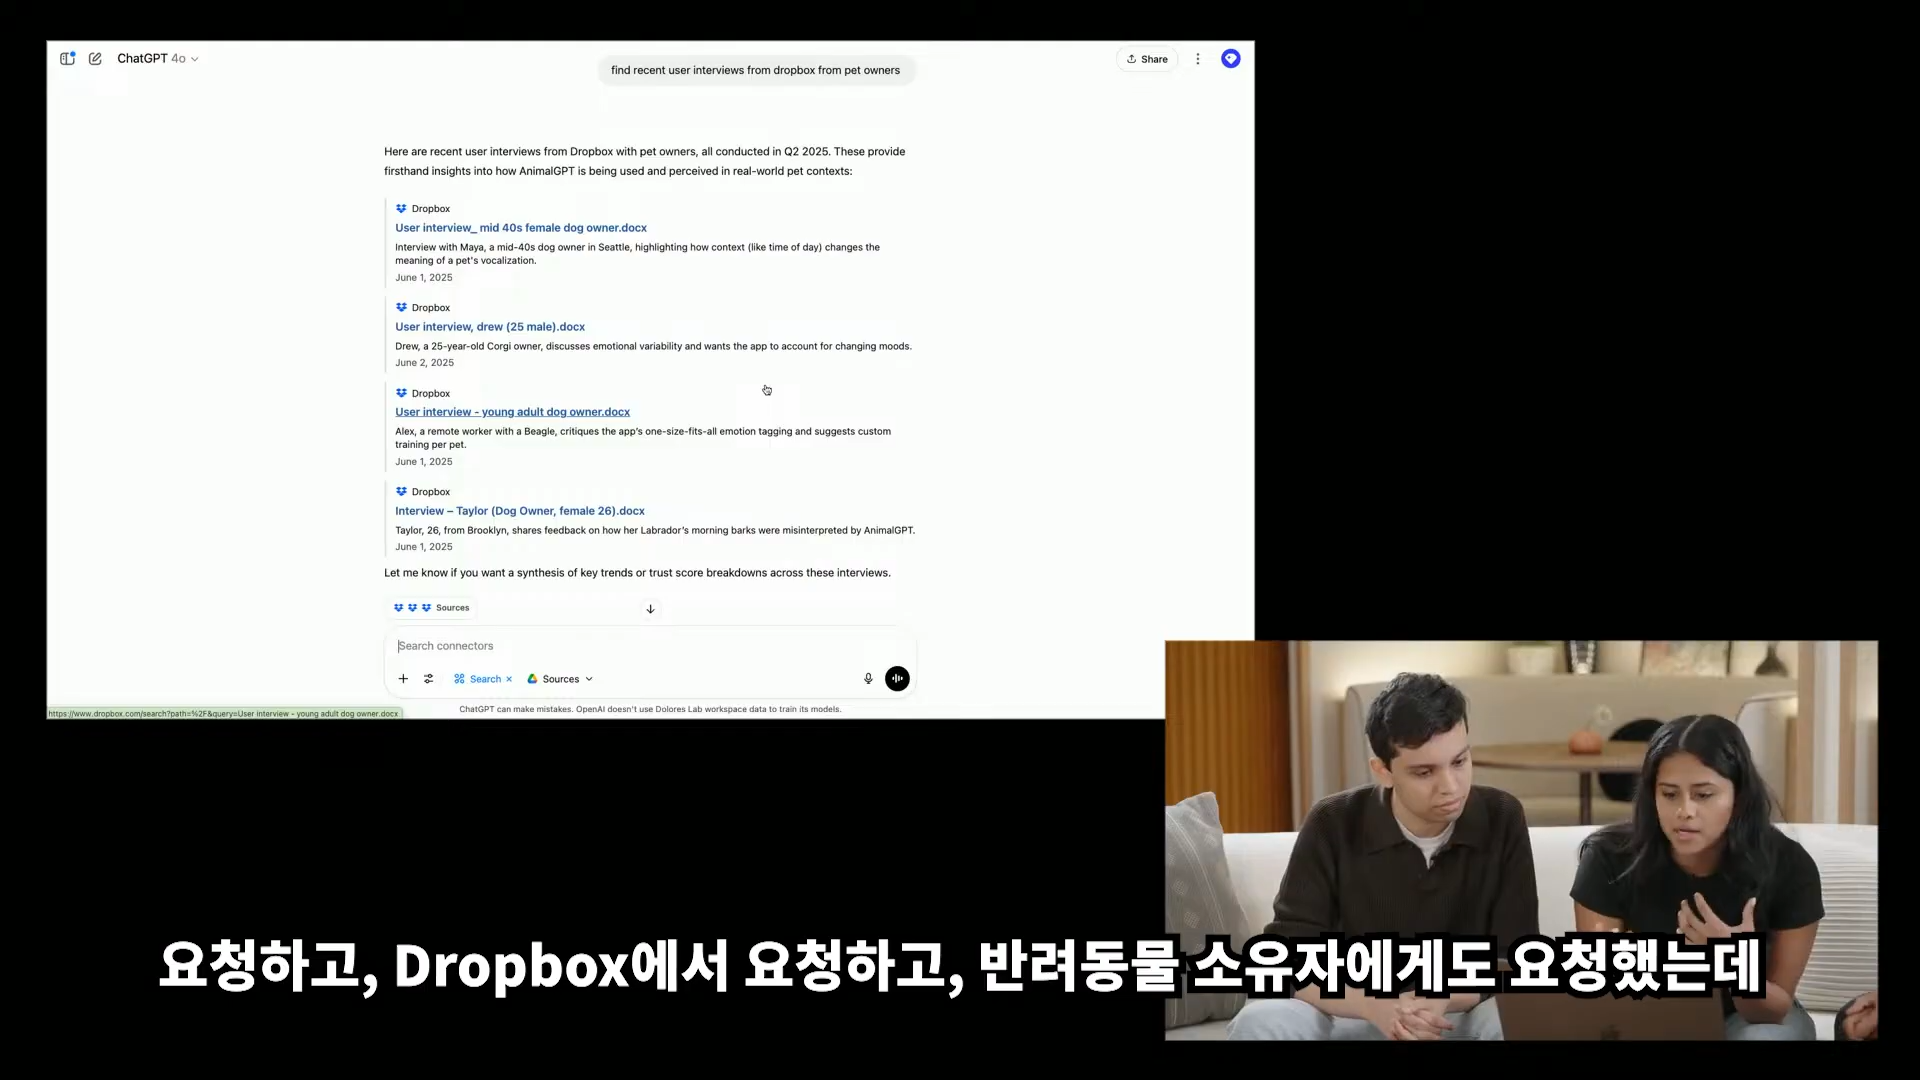 ChatGPT 4o
Share
find recent user interviews from dropbox from pet owners
Here are recent user interviews from Dropbox with pet owners, all conducted in Q2 2025. These provide
firsthand insights into how AnimalGPT is being used and perceived in real-world pet contexts:
Dropbox
User interview_ mid 40s female dog owner.docx
Interview with Maya, a mid-40s dog owner in Seattle, highlighting how context (like time of day) changes the
meaning of a pet's vocalization.
June 1, 2025
Dropbox
User interview, drew (25 male).docx
Drew, a 25-year-old Corgi owner, discusses emotional variability and wants the app to account for changing moods.
June 2, 2025
Dropbox
User interview - young adult dog owner.docx
Alex, a remote worker with a Beagle, critiques the app's one-size-fits-all emotion tagging and suggests custom
training per pet.
June 1, 2025
Dropbox
Interview – Taylor (Dog Owner, female 26).docx
Taylor, 26, from Brooklyn, shares feedback on how her Labrador's morning barks were misinterpreted by AnimalGPT.
June 1, 2025
Let me know if you want a synthesis of key trends or trust score breakdowns across these interviews.
Sources
Search connectors
Search × Sources
https://www.dropbox.com/search?path=%2F&query=User interview - young adult dog owner.docx
ChatGPT can make mistakes. OpenAI doesn't use Dolores Lab workspace data to train its models.
요청하고, Dropbox에서 요청하고, 반려동물 소유자에게도 요청했는데